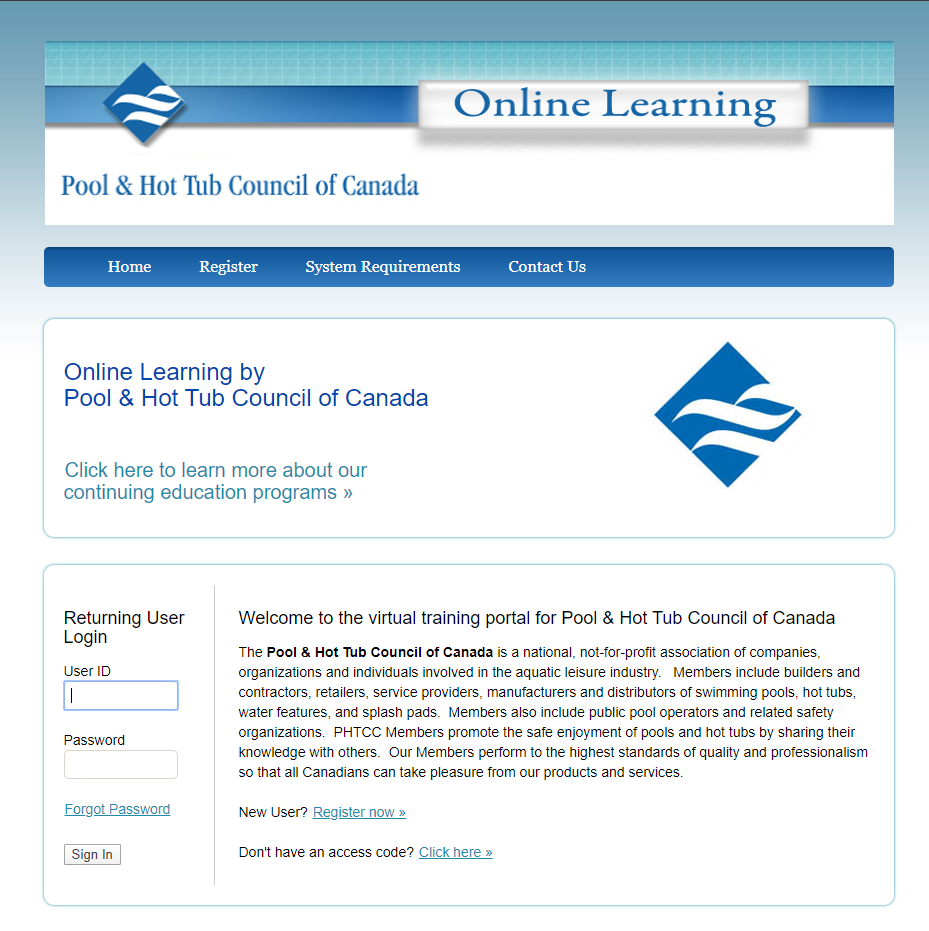 Online Learning
Pool & Hot Tub Council of Canada
Home Register System Requirements Contact Us
Online Learning by
Pool & Hot Tub Council of Canada
Click here to learn more about our
continuing education programs »
Returning User
Login
User ID
Password
Forgot Password
Sign In
Welcome to the virtual training portal for Pool & Hot Tub Council of Canada
The Pool & Hot Tub Council of Canada is a national, not-for-profit association of companies,
organizations and individuals involved in the aquatic leisure industry.   Members include builders and
contractors, retailers, service providers, manufacturers and distributors of swimming pools, hot tubs,
water features, and splash pads.  Members also include public pool operators and related safety
organizations.  PHTCC Members promote the safe enjoyment of pools and hot tubs by sharing their
knowledge with others.  Our Members perform to the highest standards of quality and professionalism
so that all Canadians can take pleasure from our products and services.
New User? Register now »
Don't have an access code? Click here »